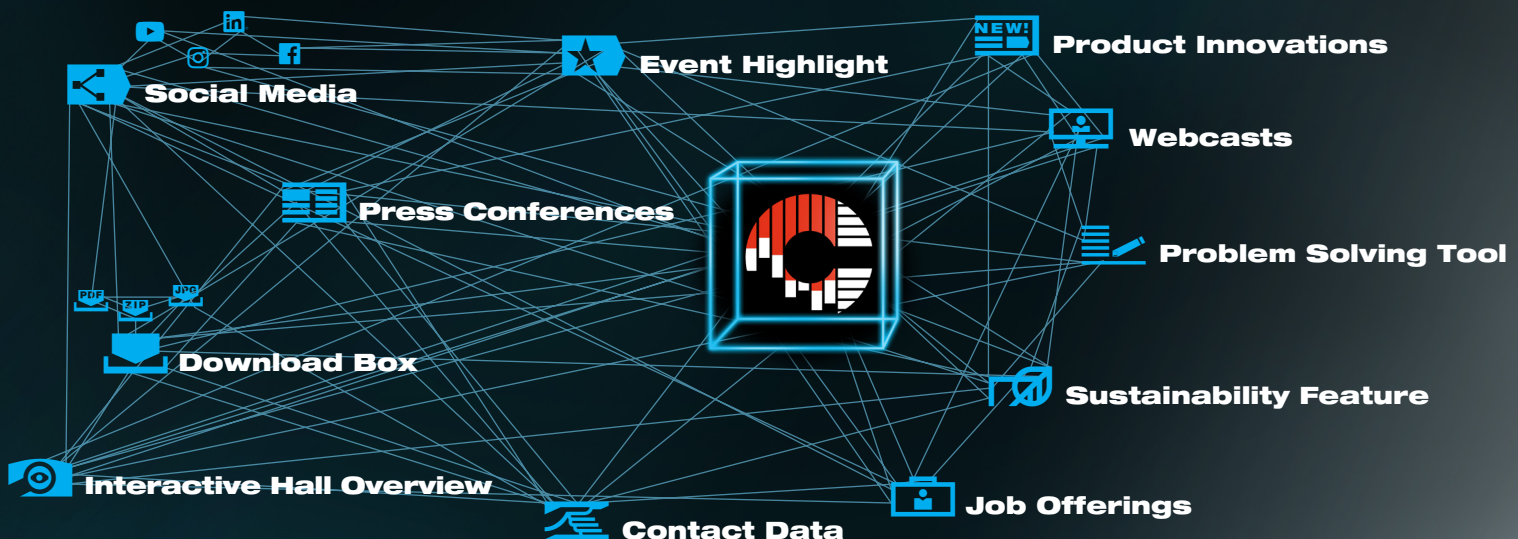 in
NEW!
Product Innovations
Event Highlight
Social Media
Webcasts
Press Conferences
Problem Solving Tool
PDF
ZIP
JPG
Download Box
Sustainability Feature
Interactive Hall Overview
Job Offerings
Contact Data